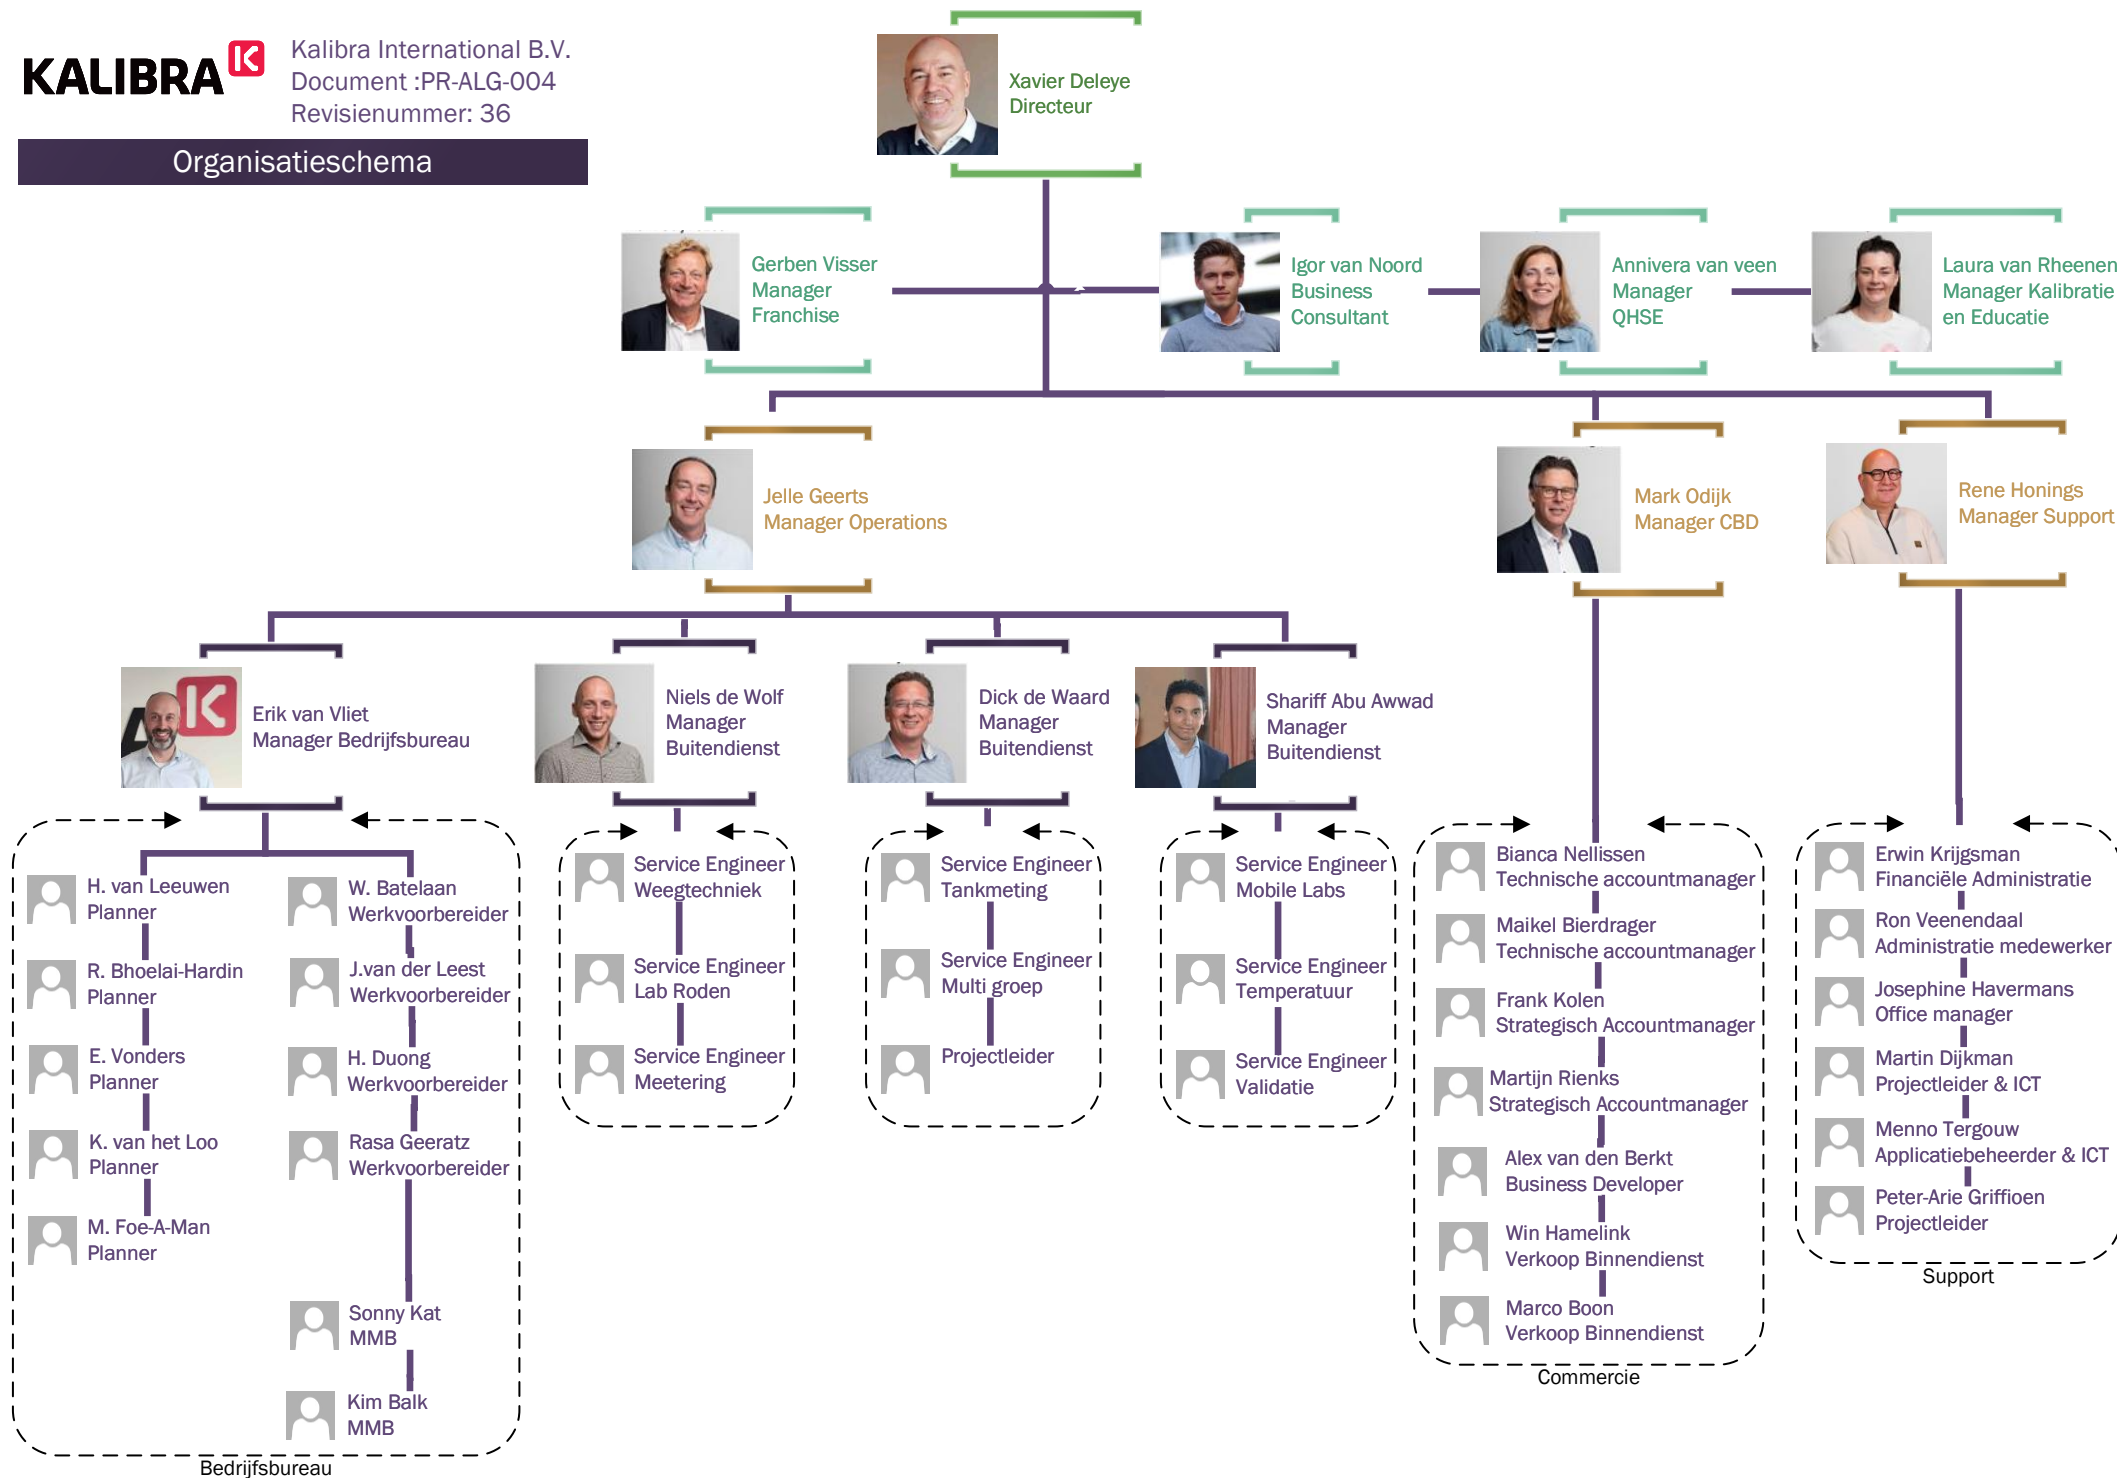 KALIBRA K
Kalibra International B.V.
Document :PR-ALG-004
Revisienummer: 36
Organisatieschema
Xavier Deleye
Directeur
Gerben Visser
Manager
Franchise
Igor van Noord
Business
Consultant
Annivera van veen
Manager
QHSE
Laura van Rheenen
Manager Kalibratie
en Educatie
Jelle Geerts
Manager Operations
Mark Odijk
Manager CBD
Rene Honings
Manager Support
Erik van Vliet
Manager Bedrijfsbureau
Niels de Wolf
Manager
Buitendienst
Dick de Waard
Manager
Buitendienst
Shariff Abu Awwad
Manager
Buitendienst
H. van Leeuwen
Planner
R. Bhoelai-Hardin
Planner
E. Vonders
Planner
K. van het Loo
Planner
M. Foe-A-Man
Planner
W. Batelaan
Werkvoorbereider
J.van der Leest
Werkvoorbereider
H. Duong
Werkvoorbereider
Rasa Geeratz
Werkvoorbereider
Sonny Kat
MMB
Kim Balk
MMB
Bedrijfsbureau
Service Engineer
Weegtechniek
Service Engineer
Lab Roden
Service Engineer
Meetering
Service Engineer
Tankmeting
Service Engineer
Multi groep
Projectleider
Service Engineer
Mobile Labs
Service Engineer
Temperatuur
Service Engineer
Validatie
Bianca Nellissen
Technische accountmanager
Maikel Bierdrager
Technische accountmanager
Frank Kolen
Strategisch Accountmanager
Martijn Rienks
Strategisch Accountmanager
Alex van den Berkt
Business Developer
Win Hamelink
Verkoop Binnendienst
Marco Boon
Verkoop Binnendienst
Commercie
Erwin Krijgsman
Financiële Administratie
Ron Veenendaal
Administratie medewerker
Josephine Havermans
Office manager
Martin Dijkman
Projectleider & ICT
Menno Tergouw
Applicatiebeheerder & ICT
Peter-Arie Griffioen
Projectleider
Support